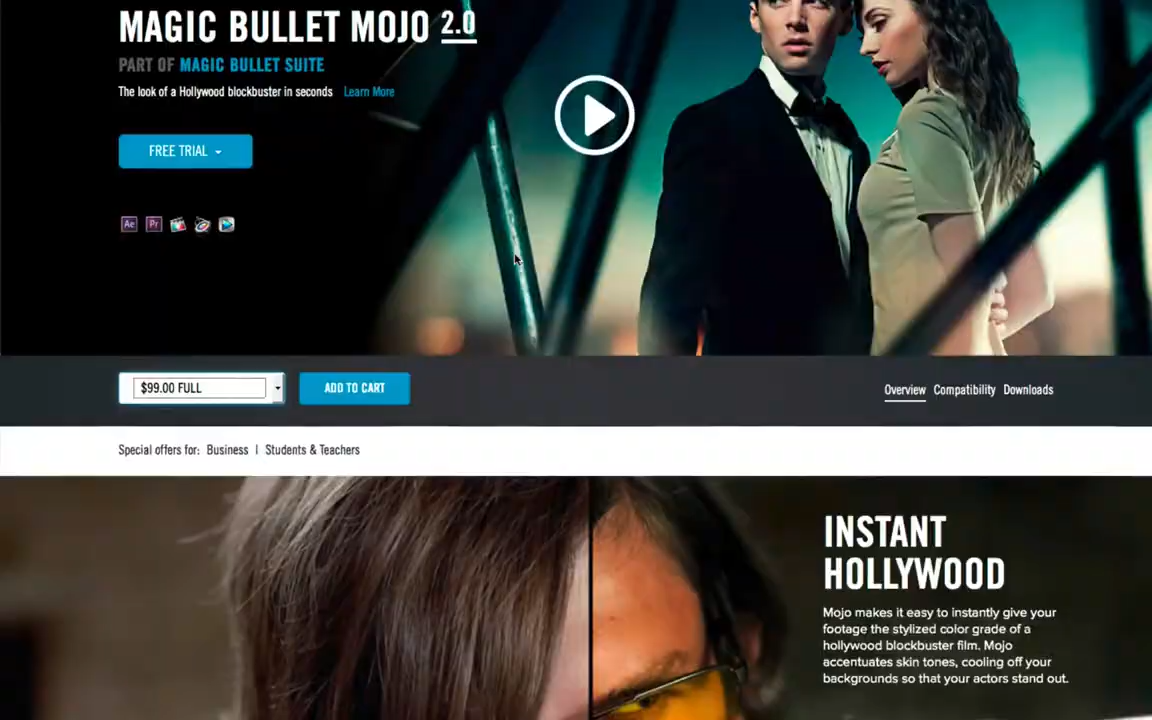 MAGIC BULLET MOJO 2.0
PART OF MAGIC BULLET SUITE
The look of a Hollywood blockbuster in seconds Learn More
FREE TRIAL
Ae Pr
$99.00 FULL
ADD TO CART
Overview Compatibility Downloads
Special offers for: Business | Students & Teachers
INSTANT
HOLLYWOOD
Mojo makes it easy to instantly give your
footage the stylized color grade of a
hollywood blockbuster film. Mojo
accentuates skin tones, cooling off your
backgrounds so that your actors stand out.